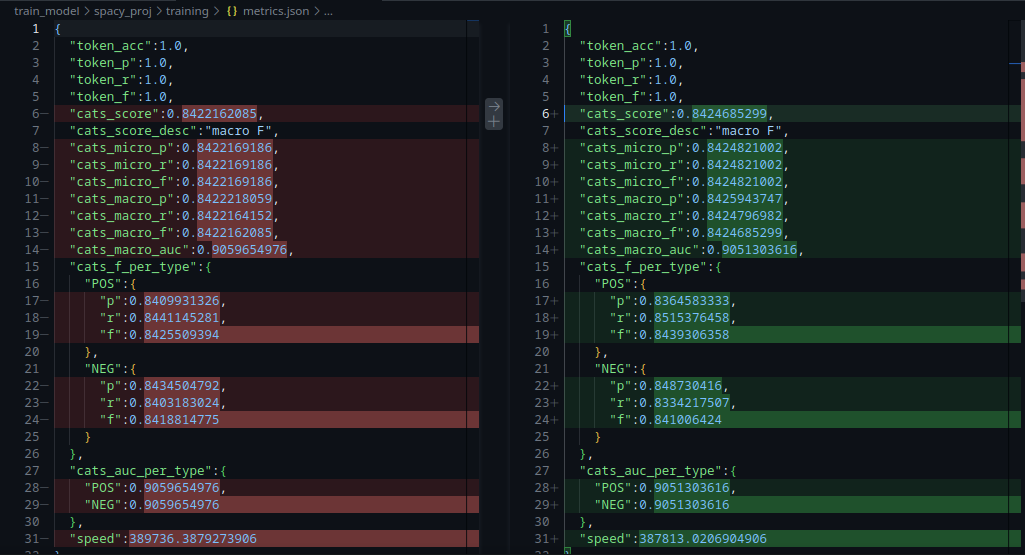 train_model > spacy_proj > training > {} metrics.json > ...
1 {
2 "token_acc":1.0,
3 "token_p":1.0,
4 "token_r":1.0,
5 "token_f":1.0,
6− "cats_score":0.8422162085,
7 "cats_score_desc":"macro F",
8− "cats_micro_p":0.8422169186,
9− "cats_micro_r":0.8422169186,
10− "cats_micro_f":0.8422169186,
11− "cats_macro_p":0.8422218059,
12− "cats_macro_r":0.8422164152,
13− "cats_macro_f":0.8422162085,
14− "cats_macro_auc":0.9059654976,
15 "cats_f_per_type":{
16 "POS":{
17− "p":0.8409931326,
18− "r":0.8441145281,
19− "f":0.8425509394
20 },
21 "NEG":{
22− "p":0.8434504792,
23− "r":0.8403183024,
24− "f":0.8418814775
25 }
26 },
27 "cats_auc_per_type":{
28− "POS":0.9059654976,
29− "NEG":0.9059654976
30 },
31− "speed":389736.3879273906
1 {
2 "token_acc":1.0,
3 "token_p":1.0,
4 "token_r":1.0,
5 "token_f":1.0,
6+ "cats_score":0.8424685299,
7 "cats_score_desc":"macro F",
8+ "cats_micro_p":0.8424821002,
9+ "cats_micro_r":0.8424821002,
10+ "cats_micro_f":0.8424821002,
11+ "cats_macro_p":0.8425943747,
12+ "cats_macro_r":0.8424796982,
13+ "cats_macro_f":0.8424685299,
14+ "cats_macro_auc":0.9051303616,
15 "cats_f_per_type":{
16 "POS":{
17+ "p":0.8364583333,
18+ "r":0.8515376458,
19+ "f":0.8439306358
20 },
21 "NEG":{
22+ "p":0.848730416,
23+ "r":0.8334217507,
24+ "f":0.841006424
25 }
26 },
27 "cats_auc_per_type":{
28+ "POS":0.9051303616,
29+ "NEG":0.9051303616
30 },
31+ "speed":387813.0206904906